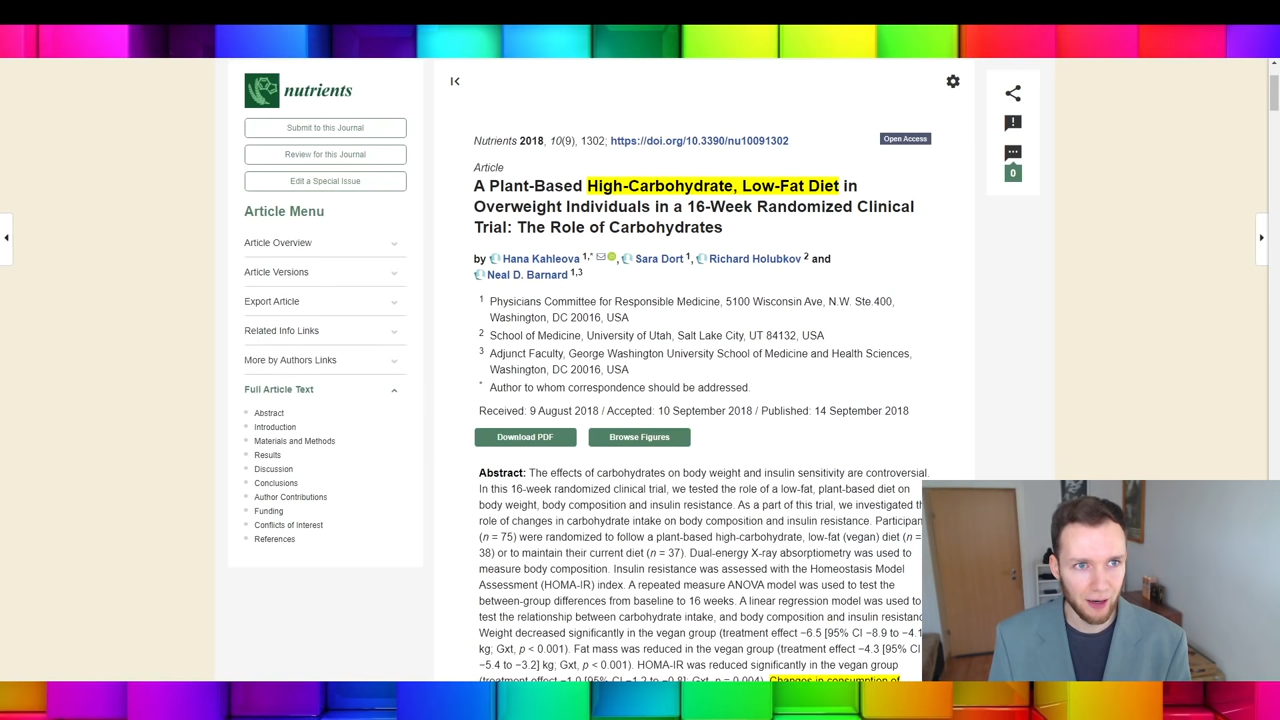 nutrients
Submit to this Journal
Review for this Journal
Edit a Special Issue
Article Menu
Article Overview
Article Versions
Export Article
Related Info Links
More by Authors Links
Full Article Text
Abstract
Introduction
Materials and Methods
Results
Discussion
Conclusions
Author Contributions
Funding
Conflicts of Interest
References
Nutrients 2018, 10(9), 1302; https://doi.org/10.3390/nu10091302
Open Access
Article
A Plant-Based High-Carbohydrate, Low-Fat Diet in
Overweight Individuals in a 16-Week Randomized Clinical
Trial: The Role of Carbohydrates
by Hana Kahleova 1,*, Sara Dort 1, Richard Holubkov 2 and
Neal D. Barnard 1,3
1 Physicians Committee for Responsible Medicine, 5100 Wisconsin Ave, N.W. Ste.400,
Washington, DC 20016, USA
2 School of Medicine, University of Utah, Salt Lake City, UT 84132, USA
3 Adjunct Faculty, George Washington University School of Medicine and Health Sciences,
Washington, DC 20016, USA
* Author to whom correspondence should be addressed.
Received: 9 August 2018 / Accepted: 10 September 2018 / Published: 14 September 2018
Download PDF
Browse Figures
Abstract: The effects of carbohydrates on body weight and insulin sensitivity are controversial.
In this 16-week randomized clinical trial, we tested the role of a low-fat, plant-based diet on
body weight, body composition and insulin resistance. As a part of this trial, we investigated
role of changes in carbohydrate intake on body composition and insulin resistance.
(n = 75) were randomized to follow a plant-based high-carbohydrate, low-fat (vegan) diet (n =
38) or to maintain their current diet (n = 37). Dual-energy X-ray absorptiometry was used to
measure body composition. Insulin resistance was assessed with the Homeostasis Model
Assessment (HOMA-IR) index. A repeated measure ANOVA model was used to test the
between-group differences from baseline to 16 weeks. A linear regression model was used to
test the relationship between carbohydrate intake, and body composition and insulin
Weight decreased significantly in the vegan group (treatment effect −6.5 [95% CI −8.9 to
kg; Gxt, p < 0.001). Fat mass was reduced in the vegan group (treatment effect −4.3 [95% CI
−5.4 to −3.2] kg; Gxt, p < 0.001). HOMA-IR was reduced significantly in the vegan group
(treatment effect −1.0 [95% CI −1.2 to −0.8]; Gxt, p = 0.004). Changes in consumption of
0